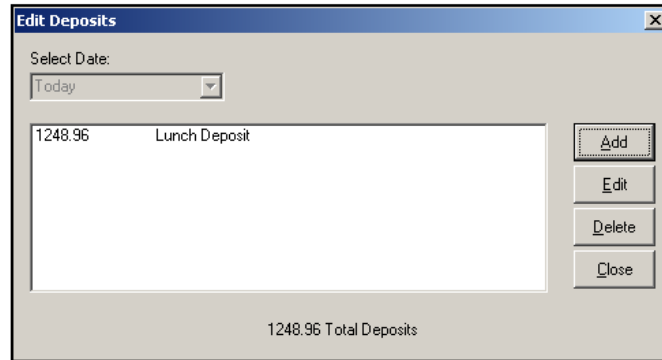 Edit Deposits
Select Date:
Today
1248.96 Lunch Deposit
Add
Edit
Delete
Close
1248.96 Total Deposits